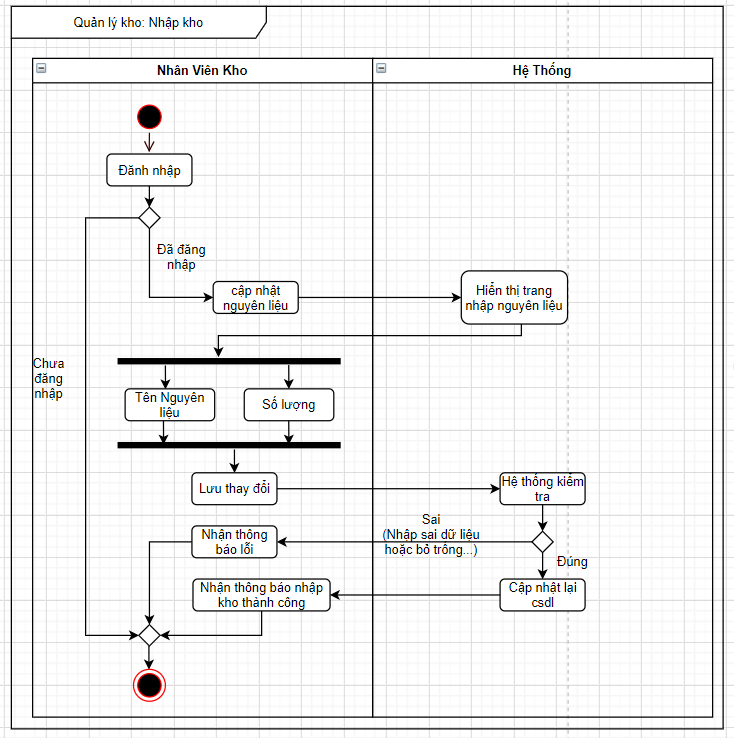 Quản lý kho: Nhập kho
Nhân Viên Kho
Hệ Thống
Đănh nhập
Đã đăng
nhập
cập nhật
nguyên liệu
Hiển thị trang
nhập nguyên liệu
Chưa
đăng
nhập
Tên Nguyên
liệu
Số lượng
Lưu thay đổi
Hệ thống kiểm
tra
Sai
(Nhập sai dữ liệu
hoặc bỏ trông...)
Nhận thông
báo lỗi
Đúng
Nhận thông báo nhập
kho thành công
Cập nhật lại
csdl